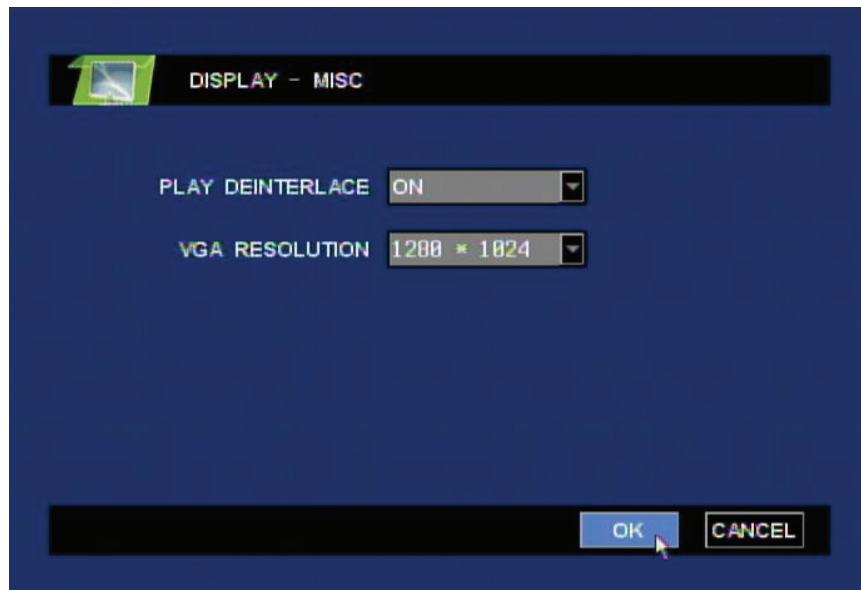 DISPLAY - MISC
PLAY DEINTERLACE ON
VGA RESOLUTION 1280 * 1024
OK CANCEL